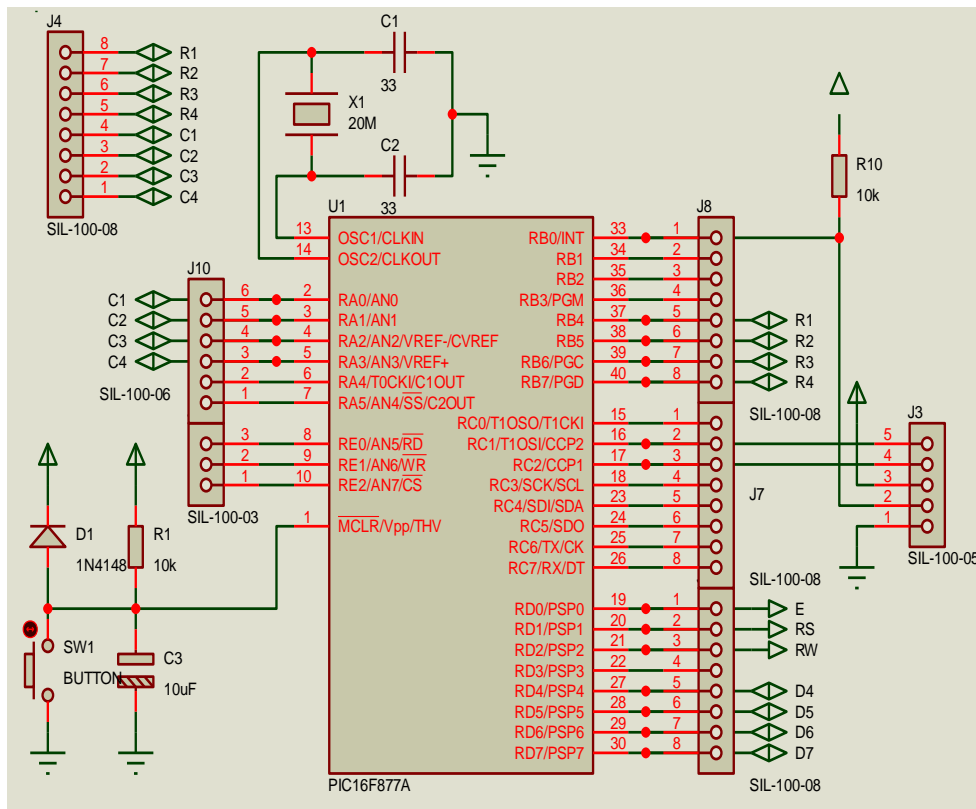 J4
8 R1
7 R2
6 R3
5 R4
4 C1
3 C2
2 C3
1 C4
SIL-100-08
C1
33
X1
20M
C2
33
R10
10k
U1
13 OSC1/CLKIN
14 OSC2/CLKOUT
2 RA0/AN0
3 RA1/AN1
4 RA2/AN2/VREF-/CVREF
5 RA3/AN3/VREF+
6 RA4/T0CKI/C1OUT
7 RA5/AN4/SS/C2OUT
8 RE0/AN5/RD
9 RE1/AN6/WR
10 RE2/AN7/CS
1 MCLR/Vpp/THV
RB0/INT 33
RB1 34
RB2 35
RB3/PGM 36
RB4 37
RB5 38
RB6/PGC 39
RB7/PGD 40
RC0/T1OSO/T1CKI 15
RC1/T1OSI/CCP2 16
RC2/CCP1 17
RC3/SCK/SCL 18
RC4/SDI/SDA 23
RC5/SDO 24
RC6/TX/CK 25
RC7/RX/DT 26
RD0/PSP0 19
RD1/PSP1 20
RD2/PSP2 21
RD3/PSP3 22
RD4/PSP4 27
RD5/PSP5 28
RD6/PSP6 29
RD7/PSP7 30
PIC16F877A
J10
C1 6
C2 5
C3 4
C4 3
2
1
SIL-100-06
3
2
1
SIL-100-03
J8
1
2
3
4
5 R1
6 R2
7 R3
8 R4
SIL-100-08
1
2
3
4
5
6
7
8
J7
SIL-100-08
1 E
2 RS
3 RW
4
5 D4
6 D5
7 D6
8 D7
SIL-100-08
J3
5
4
3
2
1
SIL-100-05
D1
1N4148
R1
10k
SW1
BUTTON
C3
10uF